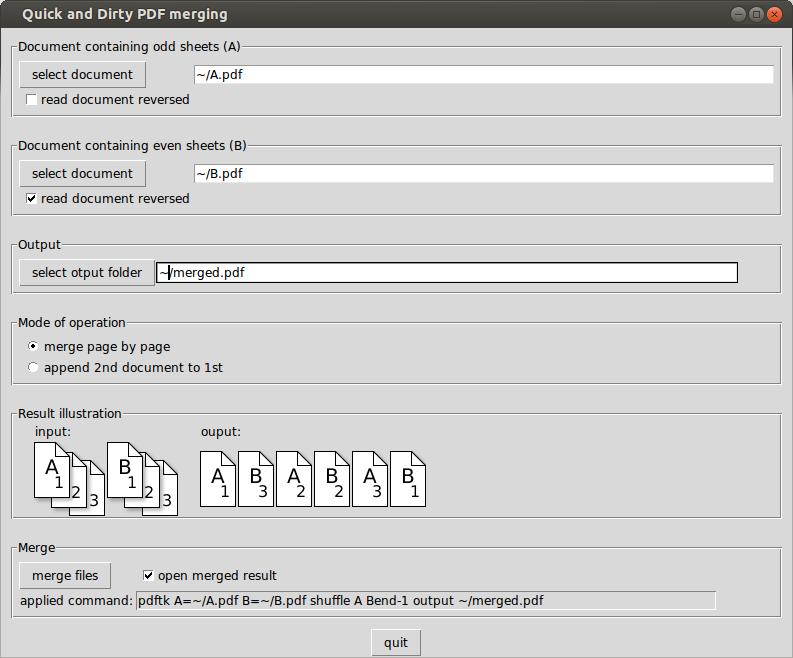 Quick and Dirty PDF merging
Document containing odd sheets (A)
select document ~/A.pdf
read document reversed
Document containing even sheets (B)
select document ~/B.pdf
read document reversed
Output
select otput folder ~/merged.pdf
Mode of operation
merge page by page
append 2nd document to 1st
Result illustration
input: ouput:
A 1 2 3 B 1 2 3 A 1 B 3 A 2 B 2 A 3 B 1
Merge
merge files open merged result
applied command: pdftk A=~/A.pdf B=~/B.pdf shuffle A Bend-1 output ~/merged.pdf
quit